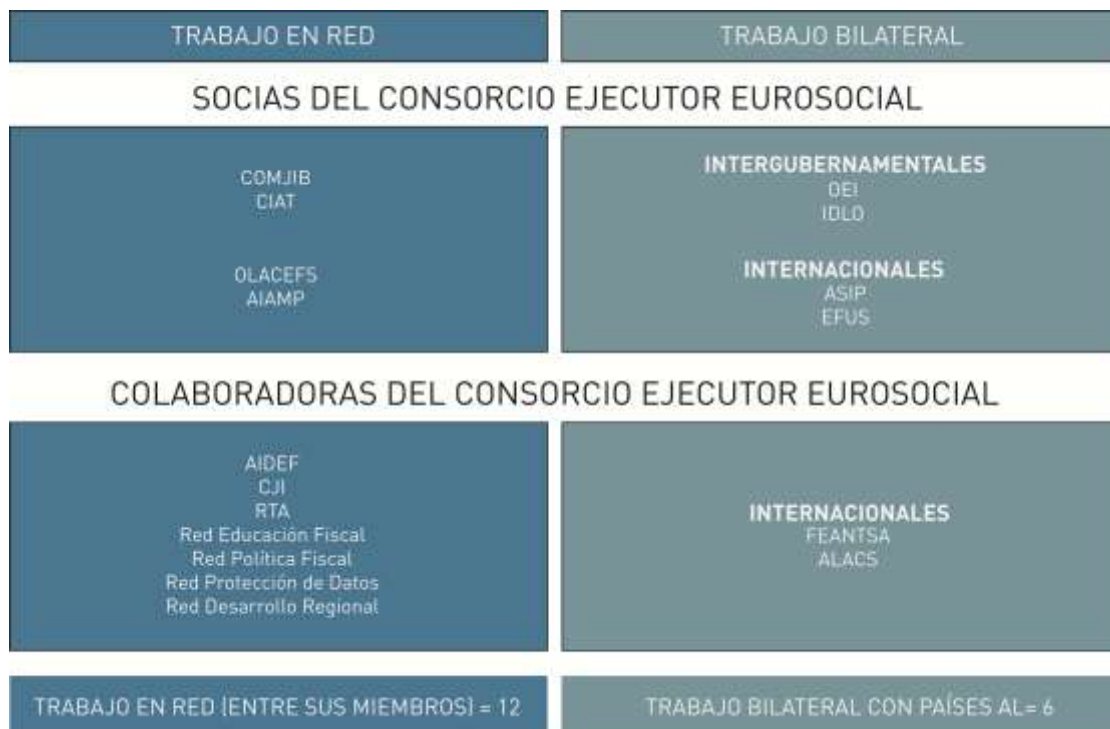 TRABAJO EN RED
TRABAJO BILATERAL
SOCIAS DEL CONSORCIO EJECUTOR EUROSOCIAL
COMJIB
CIAT
OLACEFS
AIAMP
INTERGUBERNAMENTALES
OEI
IDLO
INTERNACIONALES
ASIP
EFUS
COLABORADORAS DEL CONSORCIO EJECUTOR EUROSOCIAL
AIDEF
CJI
RTA
Red Educación Fiscal
Red Política Fiscal
Red Protección de Datos
Red Desarrollo Regional
INTERNACIONALES
FEANTSA
ALACS
TRABAJO EN RED (ENTRE SUS MIEMBROS) = 12
TRABAJO BILATERAL CON PAÍSES AL= 6